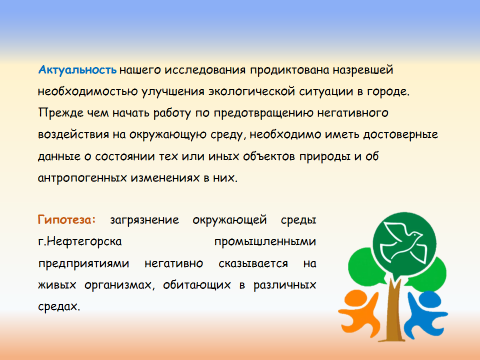 Актуальность нашего исследования продиктована назревшей
необходимостью улучшения экологической ситуации в городе.
Прежде чем начать работу по предотвращению негативного
воздействия на окружающую среду, необходимо иметь достоверные
данные о состоянии тех или иных объектов природы и об
антропогенных изменениях в них.
Гипотеза: загрязнение окружающей среды
г.Нефтегорска промышленными
предприятиями негативно сказывается на
живых организмах, обитающих в различных
средах.